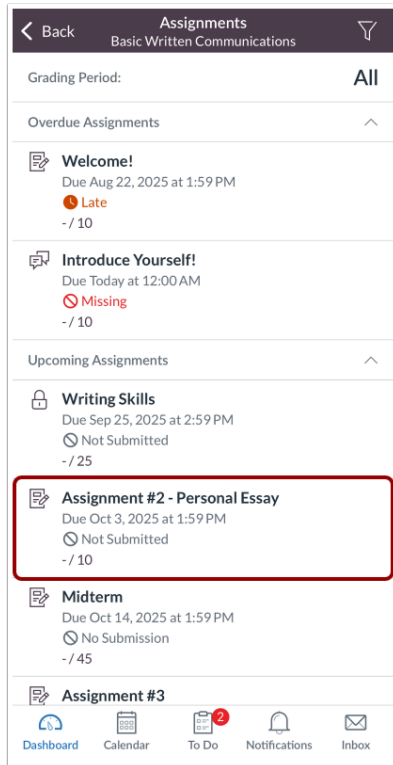 Back
Assignments
Basic Written Communications
Grading Period:
All
Overdue Assignments
Welcome!
Due Aug 22, 2025 at 1:59 PM
Late
- / 10
Introduce Yourself!
Due Today at 12:00 AM
Missing
- / 10
Upcoming Assignments
Writing Skills
Due Sep 25, 2025 at 2:59 PM
Not Submitted
- / 25
Assignment #2 - Personal Essay
Due Oct 3, 2025 at 1:59 PM
Not Submitted
- / 10
Midterm
Due Oct 14, 2025 at 1:59 PM
No Submission
- / 45
Assignment #3
2
Dashboard Calendar To Do Notifications Inbox